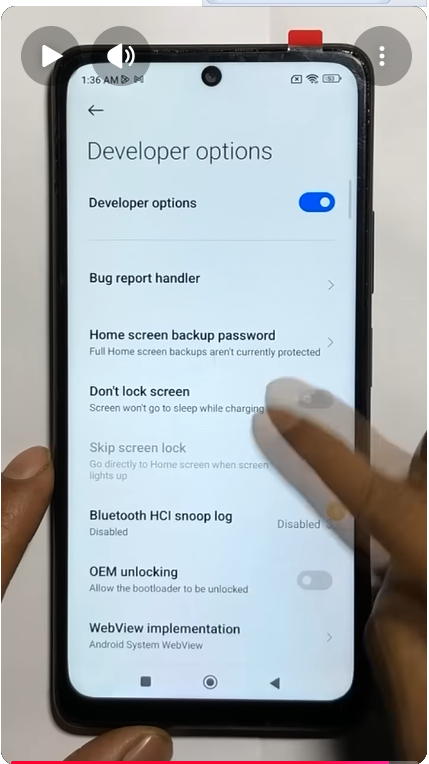 1:36 AM
53
Developer options
Developer options
Bug report handler
Home screen backup password
Full Home screen backups aren't currently protected
Don't lock screen
Screen won't go to sleep while charging
Skip screen lock
Go directly to Home screen when screen
lights up
Bluetooth HCI snoop log
Disabled
Disabled
OEM unlocking
Allow the bootloader to be unlocked
WebView implementation
Android System WebView